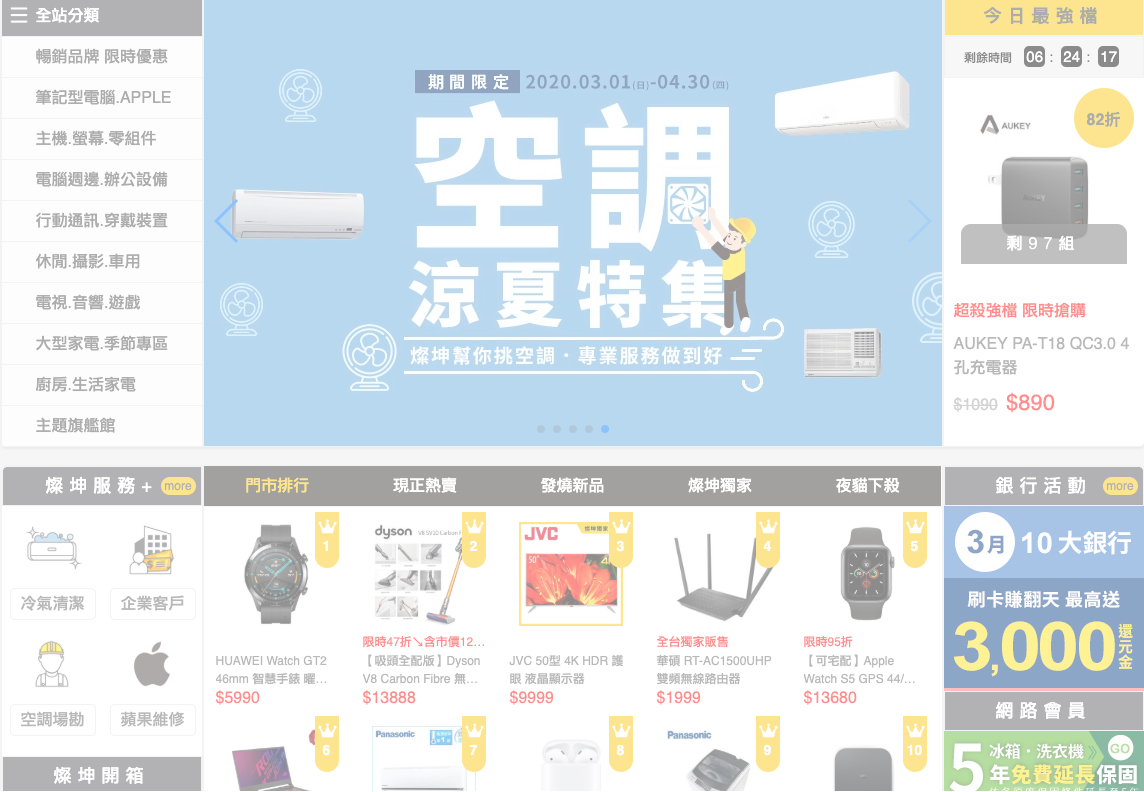 全站分類
暢銷品牌 限時優惠
筆記型電腦.APPLE
主機.螢幕.零組件
電腦週邊.辦公設備
行動通訊.穿戴裝置
休閒.攝影.車用
電視.音響.遊戲
大型家電.季節專區
廚房.生活家電
主題旗艦館
期間限定 2020.03.01(日)-04.30(四)
空調
涼夏特集
燦坤幫你挑空調·專業服務做到好
今日最強檔
剩餘時間 06 : 24 : 17
AUKEY
82折
剩97組
超殺強檔 限時搶購
AUKEY PA-T18 QC3.0 4
孔充電器
$1090 $890
燦坤服務+ more
冷氣清潔
企業客戶
空調場勘
蘋果維修
燦坤開箱
門市排行
現正熱賣
發燒新品
燦坤獨家
夜貓下殺
1
HUAWEI Watch GT2
46mm 智慧手錶 曜...
$5990
dyson
2
限時47折↘含市價12...
【吸頭全配版】Dyson
V8 Carbon Fibre 無...
$13888
JVC
燦坤獨家
50"
3
JVC 50型 4K HDR 護
眼 液晶顯示器
$9999
4
全台獨家販售
華碩 RT-AC1500UHP
雙頻無線路由器
$1999
5
限時95折
【可宅配】Apple
Watch S5 GPS 44/...
$13680
6
Panasonic
7
8
Panasonic
9
10
銀行活動 more
3月 10大銀行
刷卡賺翻天 最高送
3,000還元金
網路會員
冰箱·洗衣機 GO
5年免費延長保固